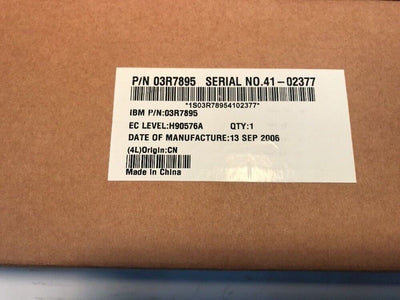 P/N 03R7895 SERIAL NO.41-02377
*1S03R78954102377*
IBM P/N:03R7895
EC LEVEL:H90576A QTY:1
DATE OF MANUFACTURE:13 SEP 2006
(4L)Origin:CN
Made in China